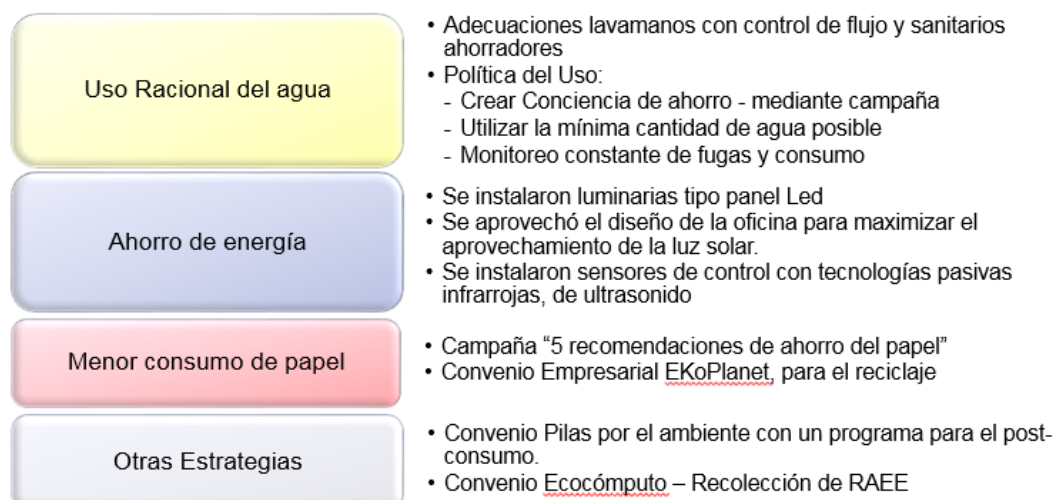 Uso Racional del agua
• Adecuaciones lavamanos con control de flujo y sanitarios
ahorradores
• Política del Uso:
- Crear Conciencia de ahorro - mediante campaña
- Utilizar la mínima cantidad de agua posible
- Monitoreo constante de fugas y consumo
Ahorro de energía
• Se instalaron luminarias tipo panel Led
• Se aprovechó el diseño de la oficina para maximizar el
aprovechamiento de la luz solar.
• Se instalaron sensores de control con tecnologías pasivas
infrarrojas, de ultrasonido
Menor consumo de papel
• Campaña “5 recomendaciones de ahorro del papel”
• Convenio Empresarial EKoPlanet, para el reciclaje
Otras Estrategias
• Convenio Pilas por el ambiente con un programa para el post-
consumo.
• Convenio Ecocómputo – Recolección de RAEE